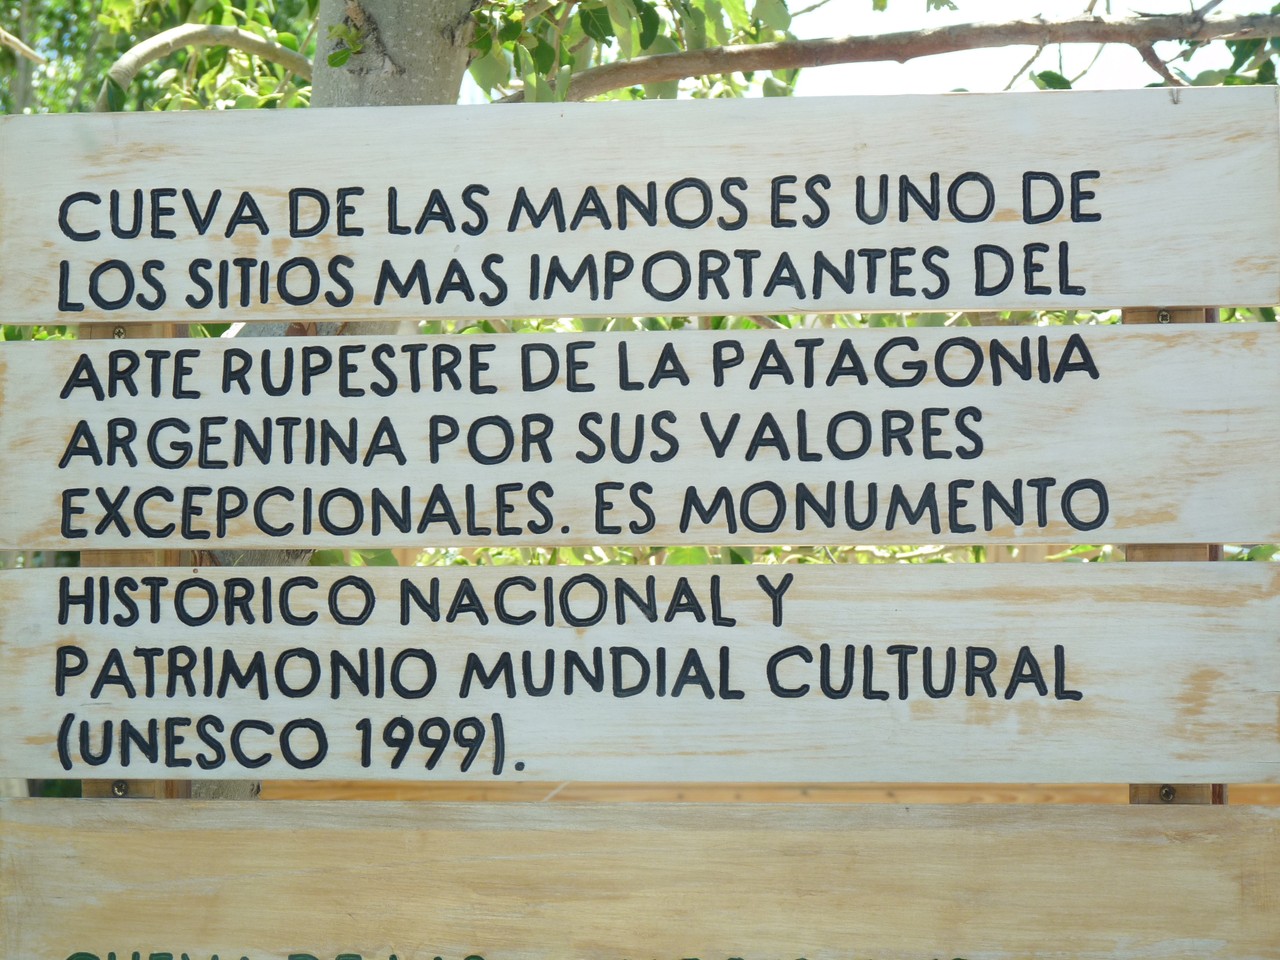 CUEVA DE LAS MANOS ES UNO DE
LOS SITIOS MAS IMPORTANTES DEL
ARTE RUPESTRE DE LA PATAGONIA
ARGENTINA POR SUS VALORES
EXCEPCIONALES. ES MONUMENTO
HISTÓRICO NACIONAL Y
PATRIMONIO MUNDIAL CULTURAL
(UNESCO 1999).